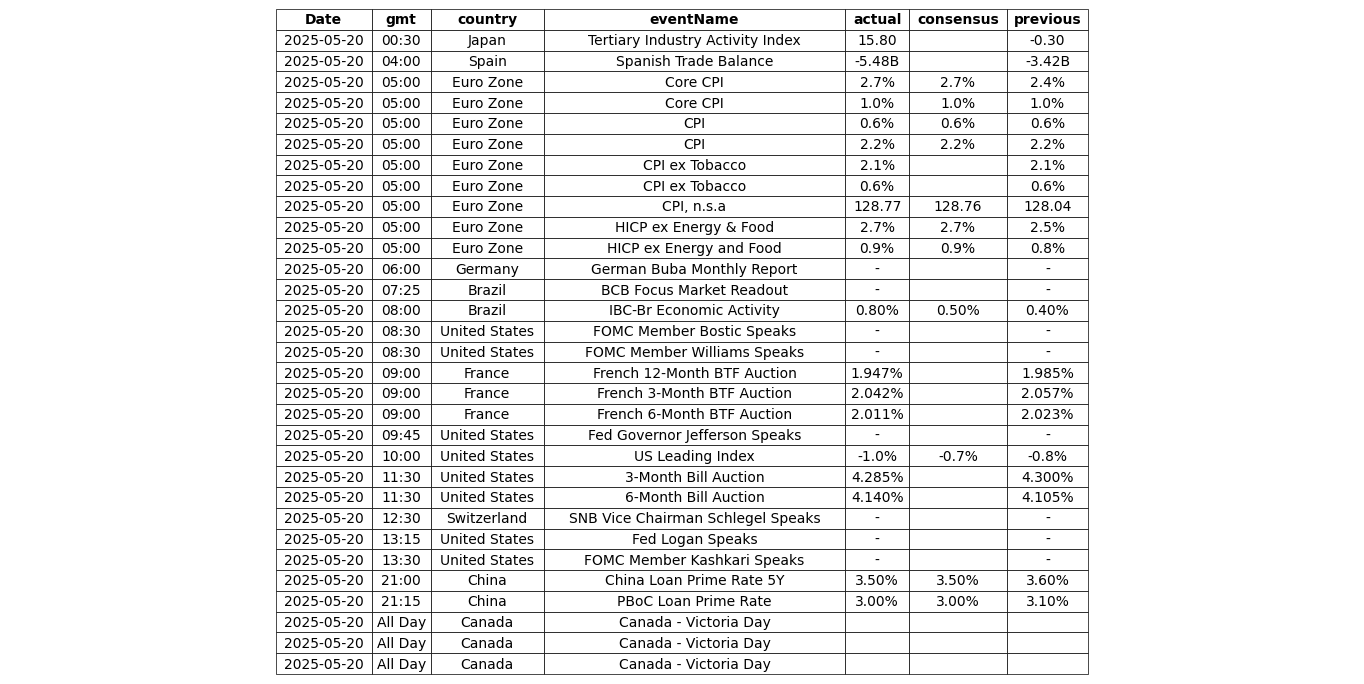 Date gmt country eventName actual consensus previous
2025-05-20 00:30 Japan Tertiary Industry Activity Index 15.80 -0.30
2025-05-20 04:00 Spain Spanish Trade Balance -5.48B -3.42B
2025-05-20 05:00 Euro Zone Core CPI 2.7% 2.7% 2.4%
2025-05-20 05:00 Euro Zone Core CPI 1.0% 1.0% 1.0%
2025-05-20 05:00 Euro Zone CPI 0.6% 0.6% 0.6%
2025-05-20 05:00 Euro Zone CPI 2.2% 2.2% 2.2%
2025-05-20 05:00 Euro Zone CPI ex Tobacco 2.1% 2.1%
2025-05-20 05:00 Euro Zone CPI ex Tobacco 0.6% 0.6%
2025-05-20 05:00 Euro Zone CPI, n.s.a 128.77 128.76 128.04
2025-05-20 05:00 Euro Zone HICP ex Energy & Food 2.7% 2.7% 2.5%
2025-05-20 05:00 Euro Zone HICP ex Energy and Food 0.9% 0.9% 0.8%
2025-05-20 06:00 Germany German Buba Monthly Report - -
2025-05-20 07:25 Brazil BCB Focus Market Readout - -
2025-05-20 08:00 Brazil IBC-Br Economic Activity 0.80% 0.50% 0.40%
2025-05-20 08:30 United States FOMC Member Bostic Speaks - -
2025-05-20 08:30 United States FOMC Member Williams Speaks - -
2025-05-20 09:00 France French 12-Month BTF Auction 1.947% 1.985%
2025-05-20 09:00 France French 3-Month BTF Auction 2.042% 2.057%
2025-05-20 09:00 France French 6-Month BTF Auction 2.011% 2.023%
2025-05-20 09:45 United States Fed Governor Jefferson Speaks - -
2025-05-20 10:00 United States US Leading Index -1.0% -0.7% -0.8%
2025-05-20 11:30 United States 3-Month Bill Auction 4.285% 4.300%
2025-05-20 11:30 United States 6-Month Bill Auction 4.140% 4.105%
2025-05-20 12:30 Switzerland SNB Vice Chairman Schlegel Speaks - -
2025-05-20 13:15 United States Fed Logan Speaks - -
2025-05-20 13:30 United States FOMC Member Kashkari Speaks - -
2025-05-20 21:00 China China Loan Prime Rate 5Y 3.50% 3.50% 3.60%
2025-05-20 21:15 China PBoC Loan Prime Rate 3.00% 3.00% 3.10%
2025-05-20 All Day Canada Canada - Victoria Day
2025-05-20 All Day Canada Canada - Victoria Day
2025-05-20 All Day Canada Canada - Victoria Day